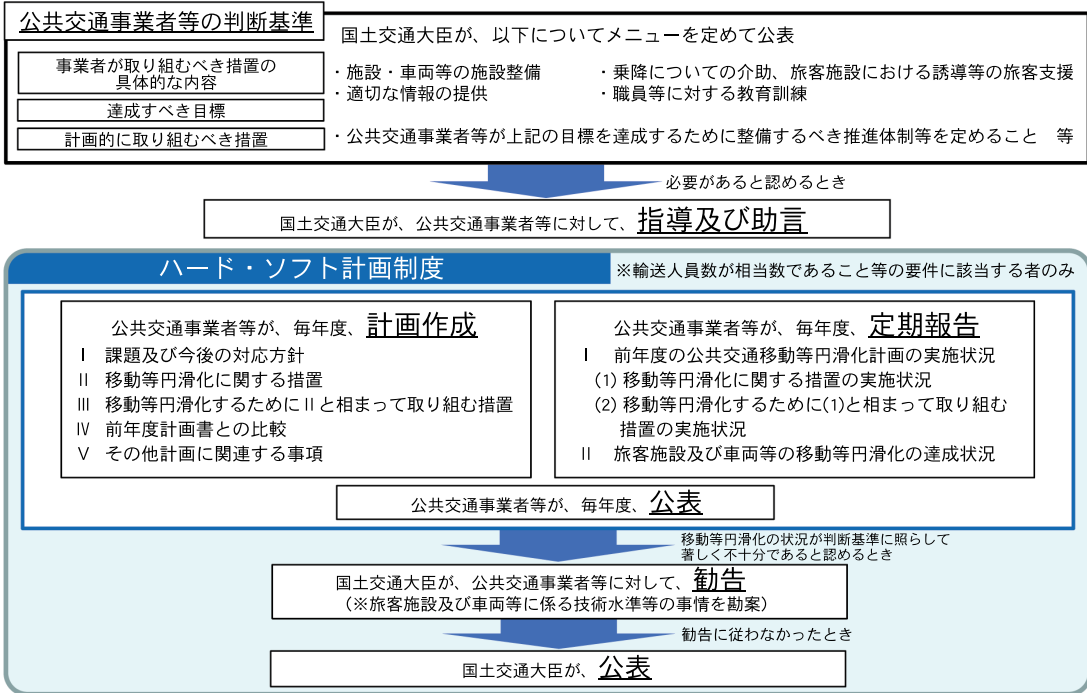 公共交通事業者等の判断基準
国土交通大臣が、以下についてメニューを定めて公表
事業者が取り組むべき措置の
具体的な内容
達成すべき目標
計画的に取り組むべき措置
・施設・車両等の施設整備
・乗降についての介助、旅客施設における誘導等の旅客支援
・適切な情報の提供
・職員等に対する教育訓練
・公共交通事業者等が上記の目標を達成するために整備するべき推進体制等を定めること 等
必要があると認めるとき
国土交通大臣が、公共交通事業者等に対して、指導及び助言
ハード・ソフト計画制度
※輸送人員数が相当数であること等の要件に該当する者のみ
公共交通事業者等が、毎年度、計画作成
Ⅰ 課題及び今後の対応方針
Ⅱ 移動等円滑化に関する措置
Ⅲ 移動等円滑化するためにⅡと相まって取り組む措置
Ⅳ 前年度計画書との比較
Ⅴ その他計画に関連する事項
公共交通事業者等が、毎年度、定期報告
Ⅰ 前年度の公共交通移動等円滑化計画の実施状況
(1) 移動等円滑化に関する措置の実施状況
(2) 移動等円滑化するために(1)と相まって取り組む
措置の実施状況
Ⅱ 旅客施設及び車両等の移動等円滑化の達成状況
公共交通事業者等が、毎年度、公表
移動等円滑化の状況が判断基準に照らして
著しく不十分であると認めるとき
国土交通大臣が、公共交通事業者等に対して、勧告
（※旅客施設及び車両等に係る技術水準等の事情を勘案）
勧告に従わなかったとき
国土交通大臣が、公表